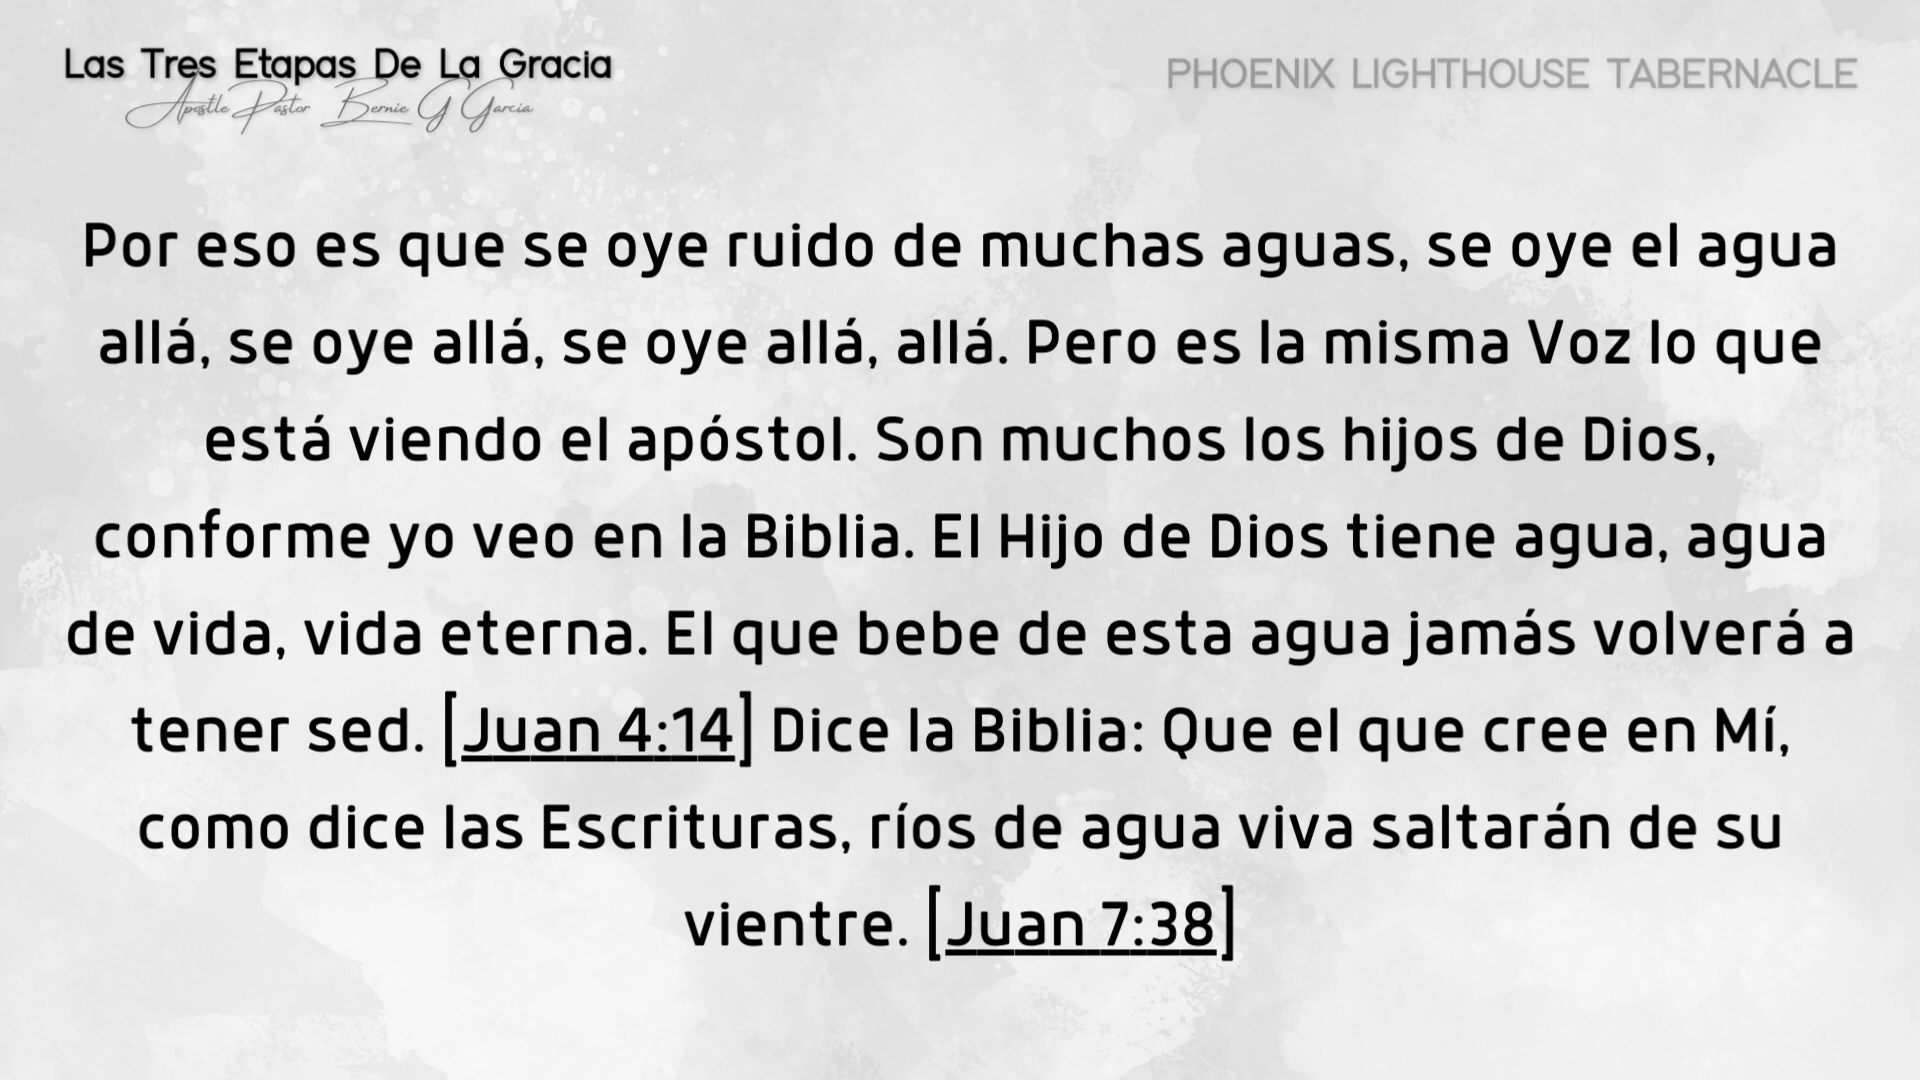 Las Tres Etapas De La Gracia
Apostle Pastor Bernie G Garcia
PHOENIX LIGHTHOUSE TABERNACLE
Por eso es que se oye ruido de muchas aguas, se oye el agua
allá, se oye allá, se oye allá, allá. Pero es la misma Voz lo que
está viendo el apóstol. Son muchos los hijos de Dios,
conforme yo veo en la Biblia. El Hijo de Dios tiene agua, agua
de vida, vida eterna. El que bebe de esta agua jamás volverá a
tener sed. [Juan 4:14] Dice la Biblia: Que el que cree en Mí,
como dice las Escrituras, ríos de agua viva saltarán de su
vientre. [Juan 7:38]